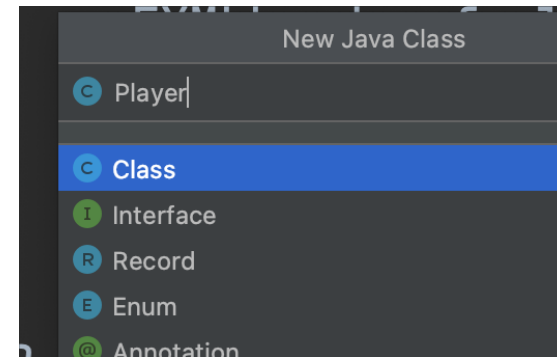 New Java Class
C Player
C Class
I Interface
R Record
E Enum
@ Annotation